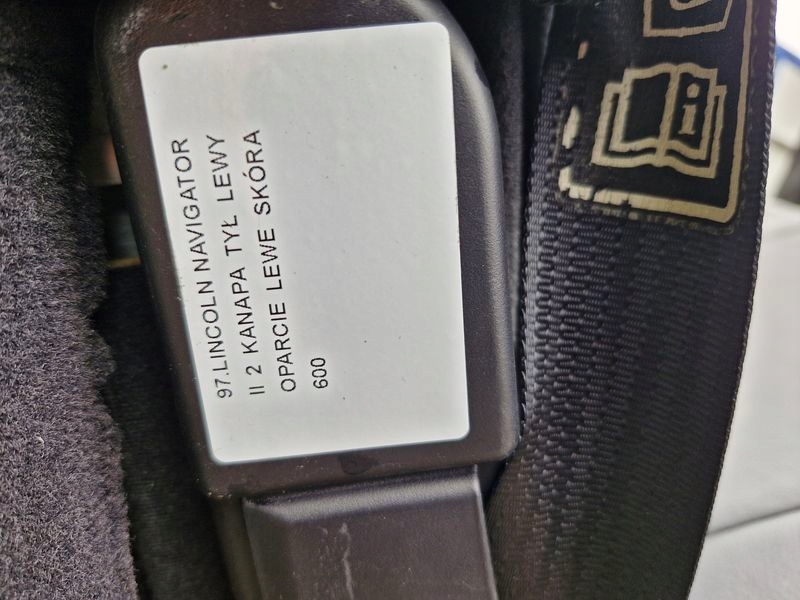 97.LINCOLN NAVIGATOR
II 2 KANAPA TYŁ LEWY
OPARCIE LEWE SKÓRA
600
i